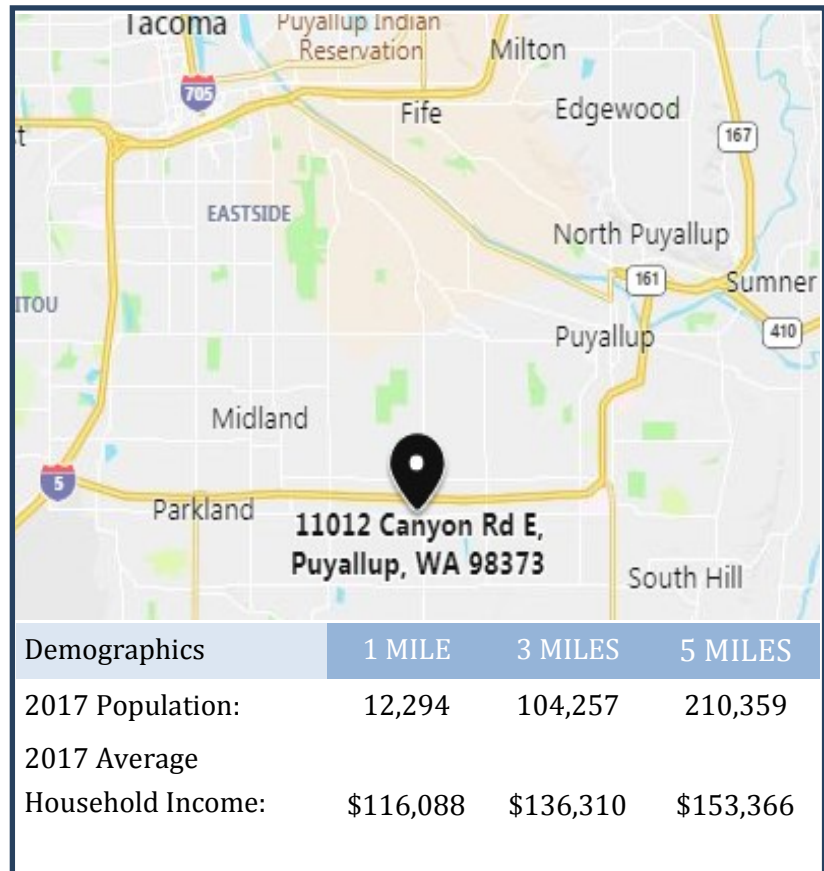 Tacoma
Puyallup Indian
Reservation
Milton
705
Fife
Edgewood
167
t
EASTSIDE
North Puyallup
161
Sumner
ITOU
Puyallup
410
Midland
5
Parkland
11012 Canyon Rd E,
Puyallup, WA 98373
South Hill
Demographics 1 MILE 3 MILES 5 MILES
2017 Population: 12,294 104,257 210,359
2017 Average
Household Income: $116,088 $136,310 $153,366